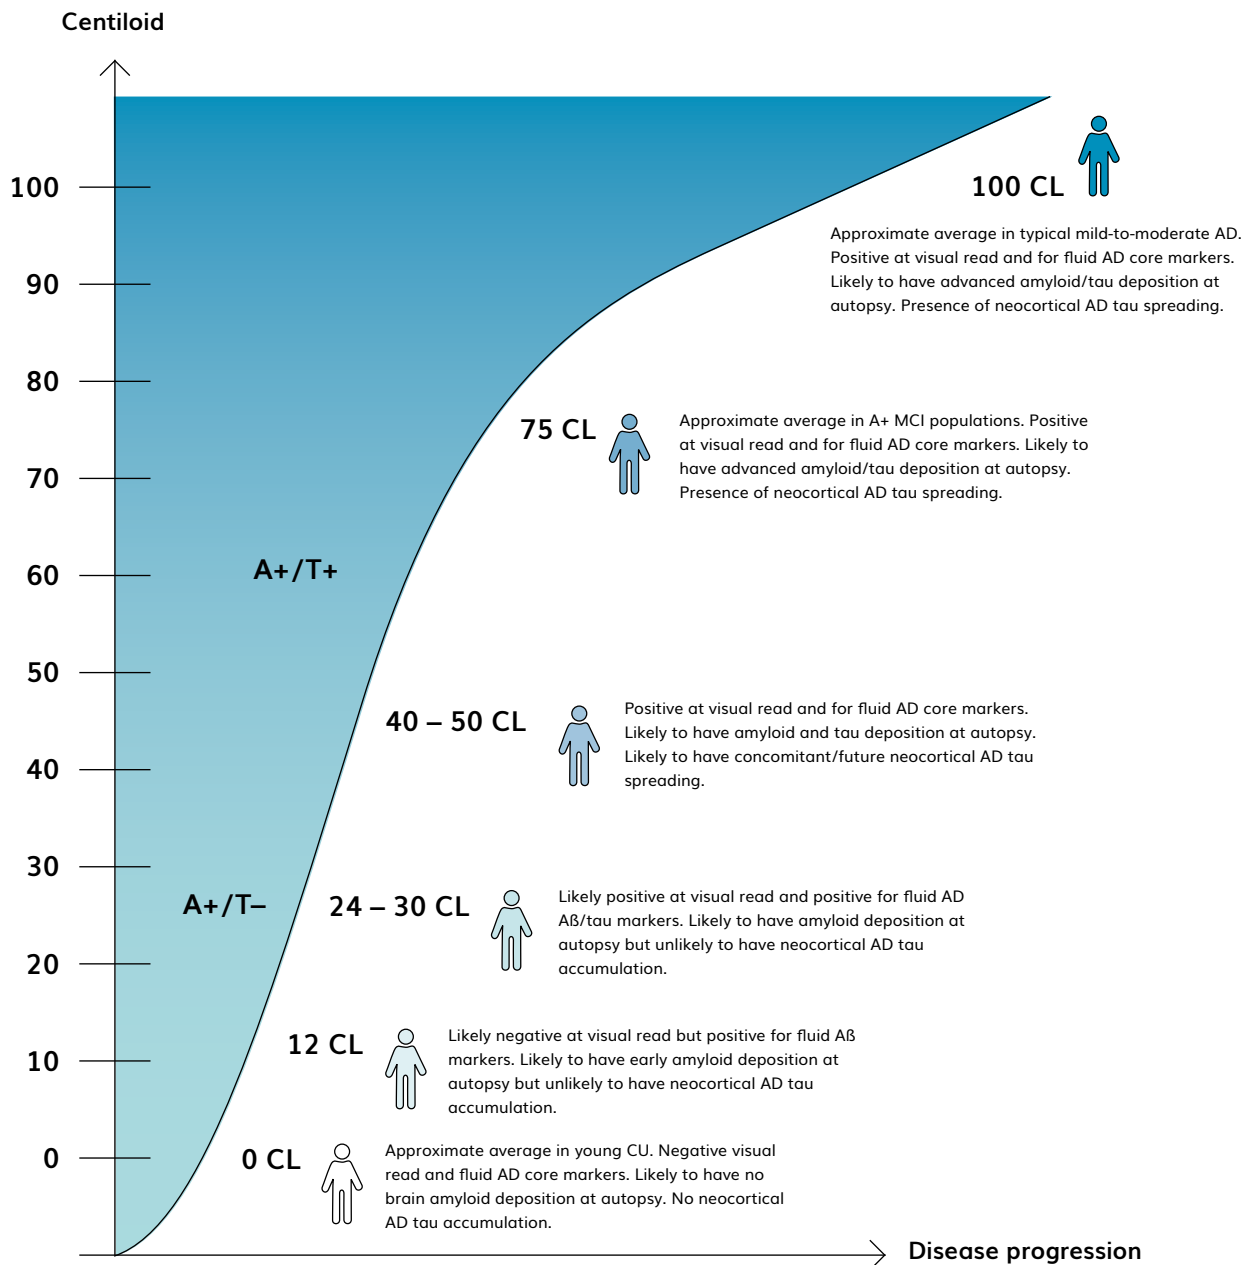 Centiloid
100
90
80
70
60
50
40
30
20
10
0
A+/T+
A+/T–
100 CL
Approximate average in typical mild-to-moderate AD.
Positive at visual read and for fluid AD core markers.
Likely to have advanced amyloid/tau deposition at
autopsy. Presence of neocortical AD tau spreading.
75 CL
Approximate average in A+ MCI populations. Positive
at visual read and for fluid AD core markers. Likely to
have advanced amyloid/tau deposition at autopsy.
Presence of neocortical AD tau spreading.
40 – 50 CL
Positive at visual read and for fluid AD core markers.
Likely to have amyloid and tau deposition at autopsy.
Likely to have concomitant/future neocortical AD tau
spreading.
24 – 30 CL
Likely positive at visual read and positive for fluid AD
Aß/tau markers. Likely to have amyloid deposition at
autopsy but unlikely to have neocortical AD tau
accumulation.
12 CL
Likely negative at visual read but positive for fluid Aß
markers. Likely to have early amyloid deposition at
autopsy but unlikely to have neocortical AD tau
accumulation.
0 CL
Approximate average in young CU. Negative visual
read and fluid AD core markers. Likely to have no
brain amyloid deposition at autopsy. No neocortical
AD tau accumulation.
Disease progression